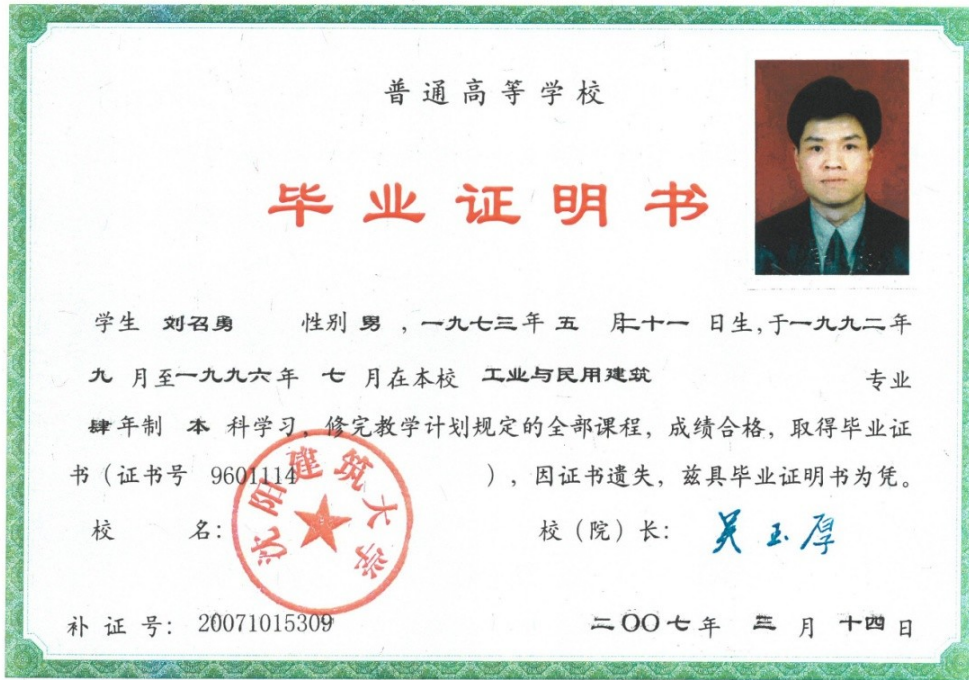 普通高等学校
毕业证明书
学生 刘召勇 性别 男 ，一九七三年 五 月二十一 日生，于一九九二年
九 月至一九九六年 七 月在本校 工业与民用建筑 专业
肆年制 本 科学习，修完教学计划规定的全部课程，成绩合格，取得毕业证
书（证书号 9601114 ），因证书遗失，兹具毕业证明书为凭。
校 名： 校（院）长： 吴玉厚
沈阳建筑大学
补 证 号： 20071015309 二〇〇七年 三 月 十四日